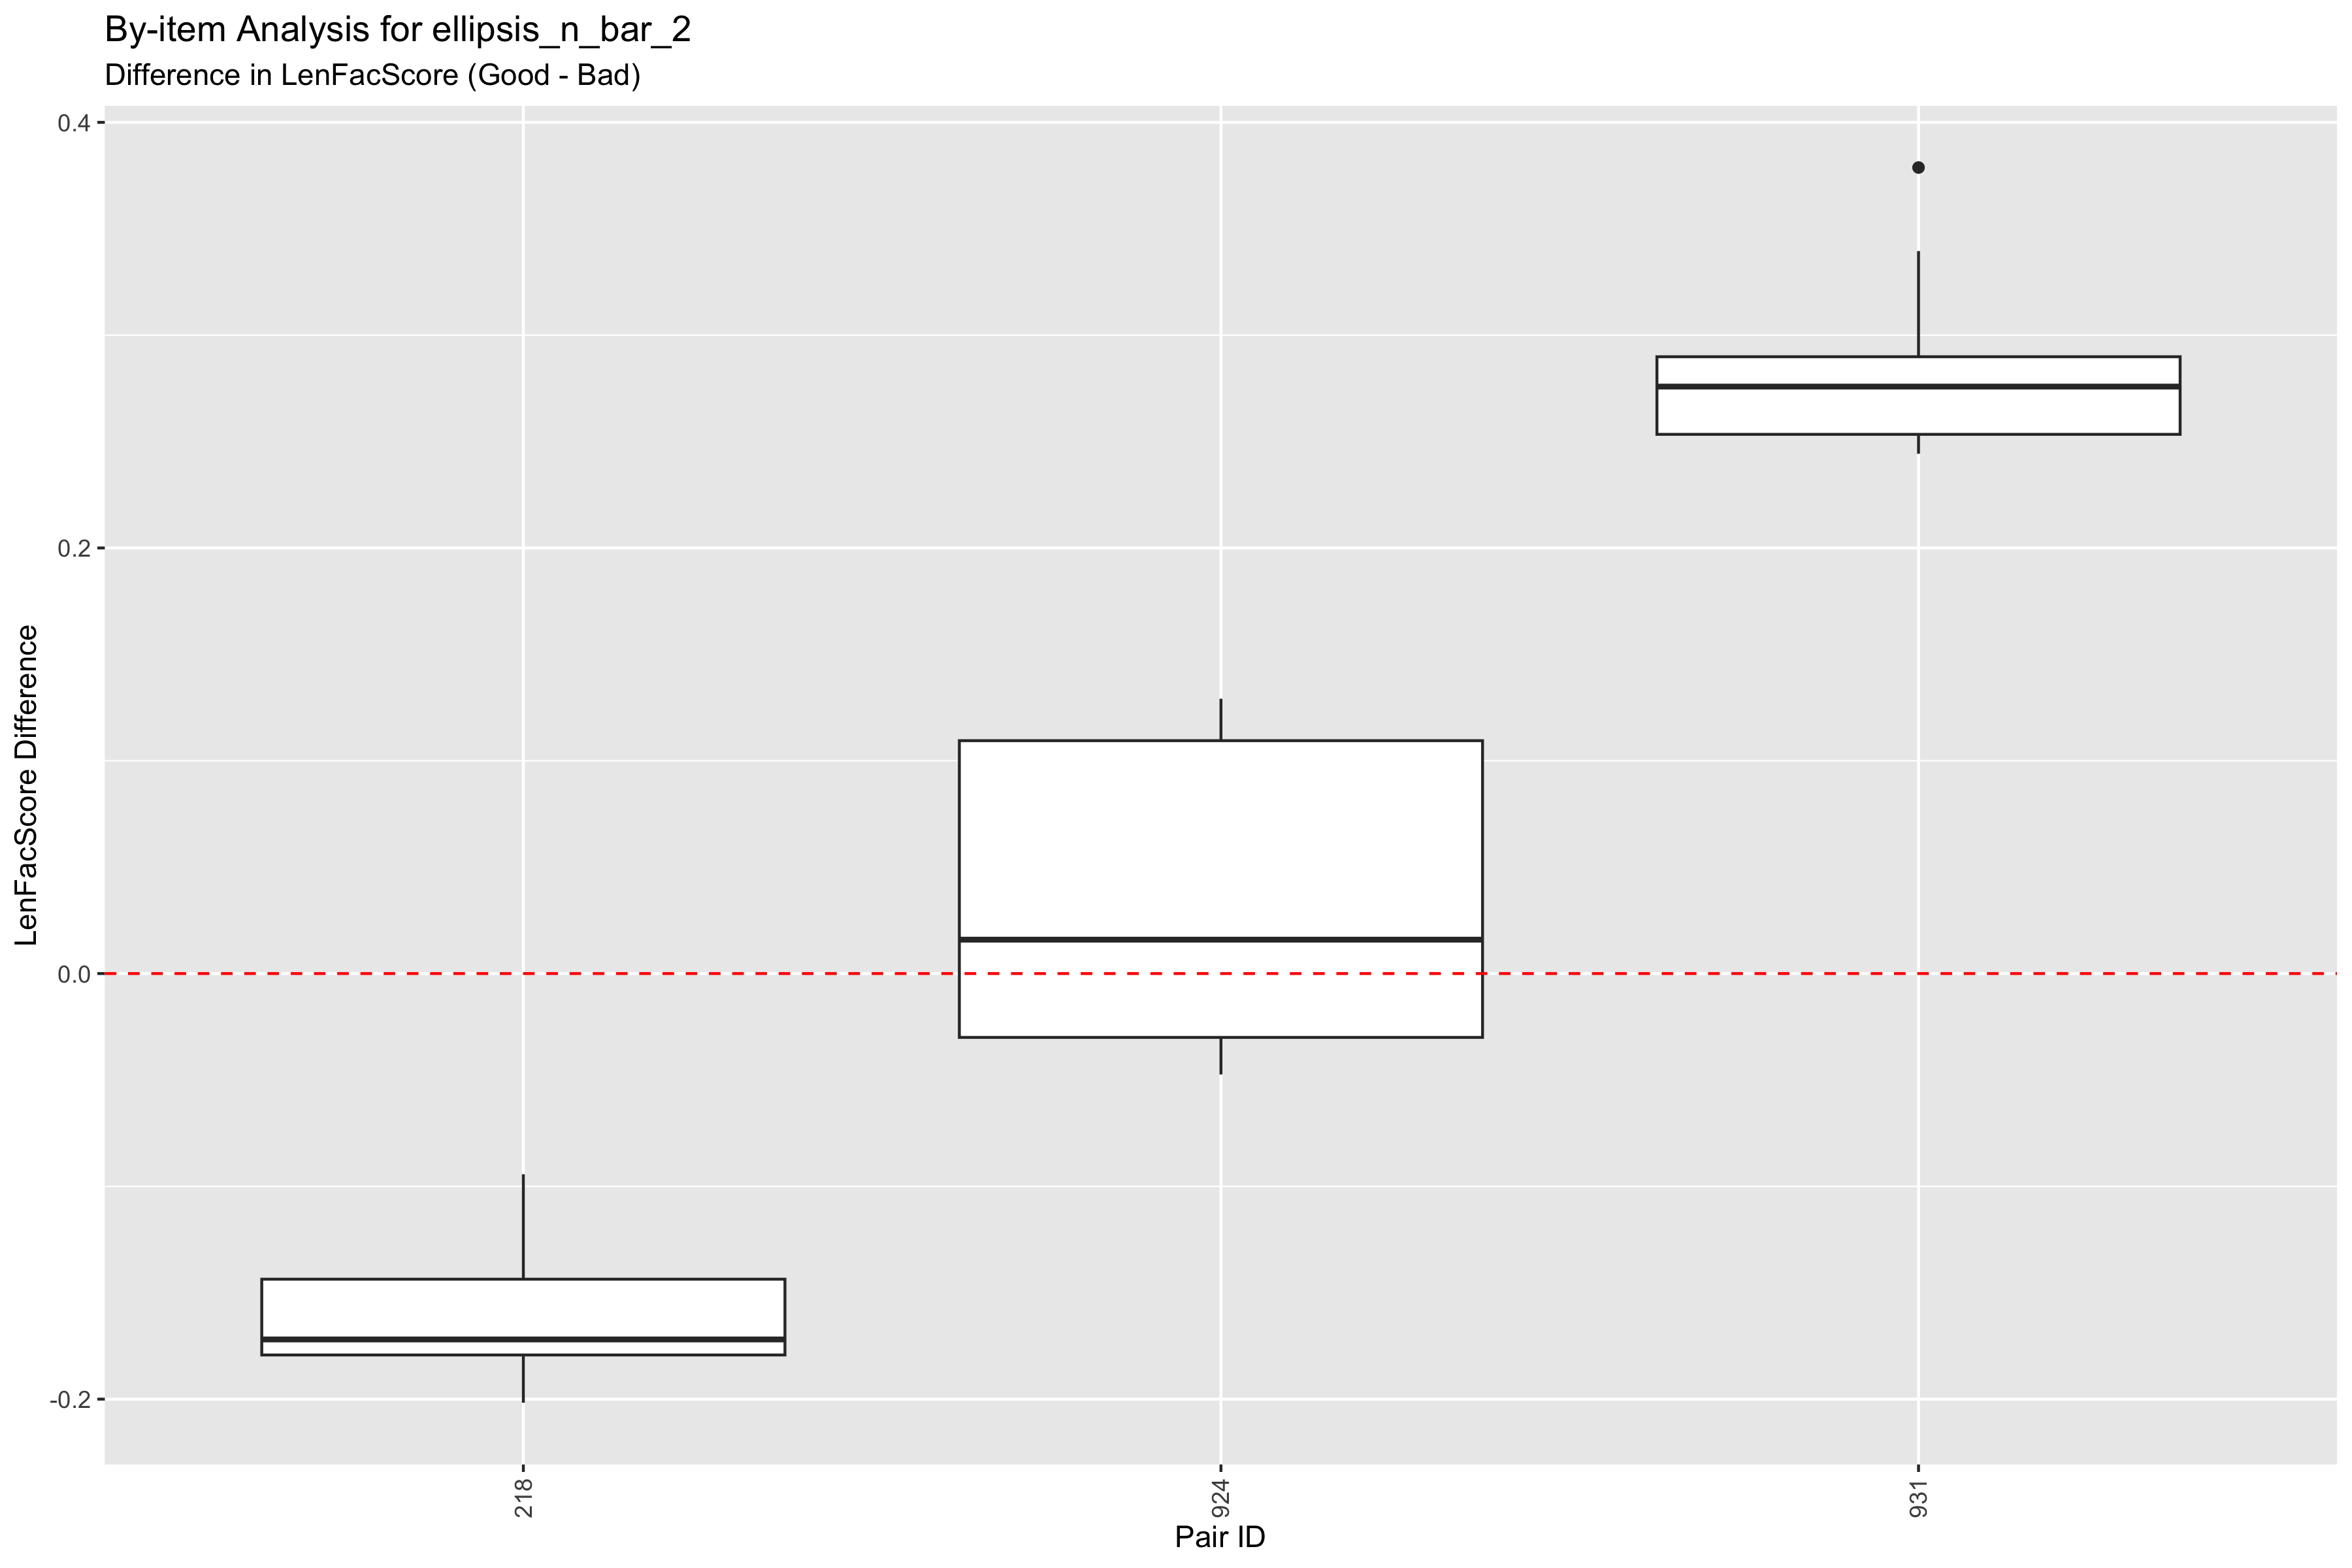 By-item Analysis for ellipsis_n_bar_2
Difference in LenFacScore (Good - Bad)
LenFacScore Difference
0.4
0.2
0.0
-0.2
218
924
931
Pair ID